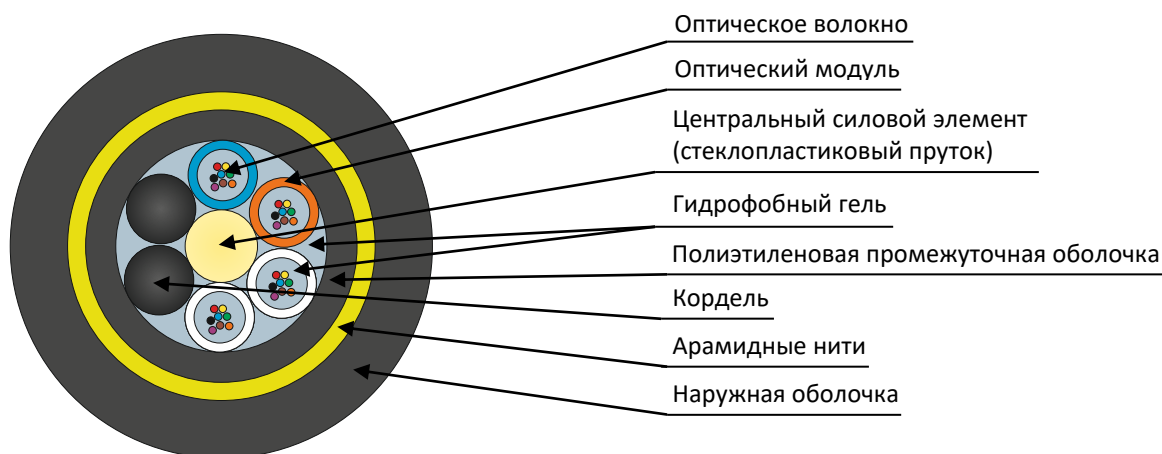 Оптическое волокно
Оптический модуль
Центральный силовой элемент
(стеклопластиковый пруток)
Гидрофобный гель
Полиэтиленовая промежуточная оболочка
Кордель
Арамидные нити
Наружная оболочка